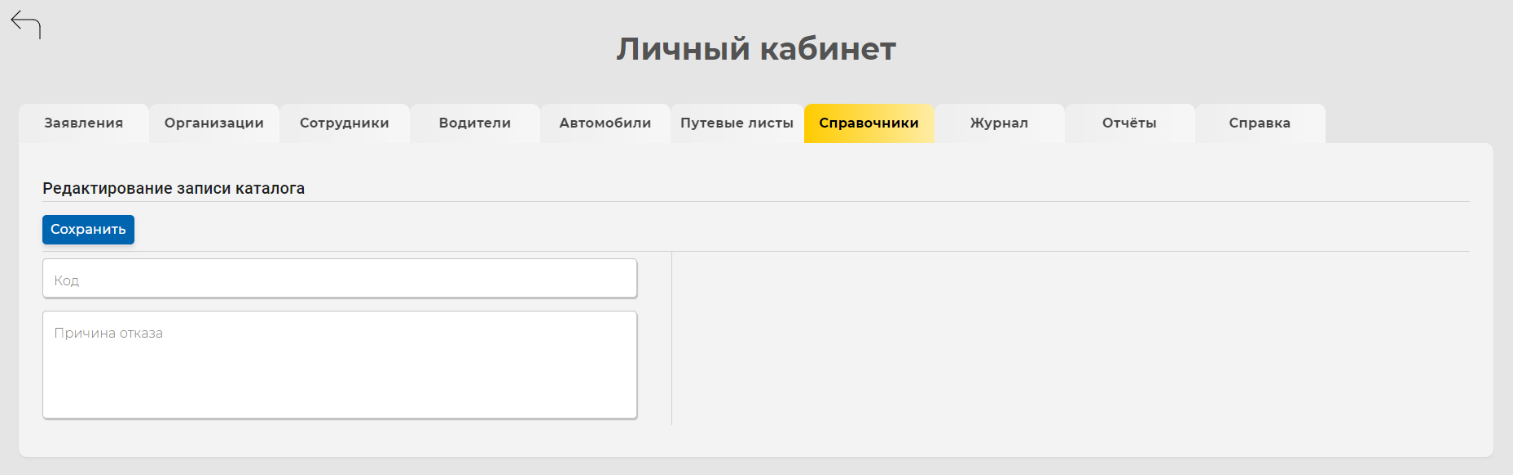 Личный кабинет
Заявления Организации Сотрудники Водители Автомобили Путевые листы Справочники Журнал Отчёты Справка
Редактирование записи каталога
Сохранить
Код
Причина отказа